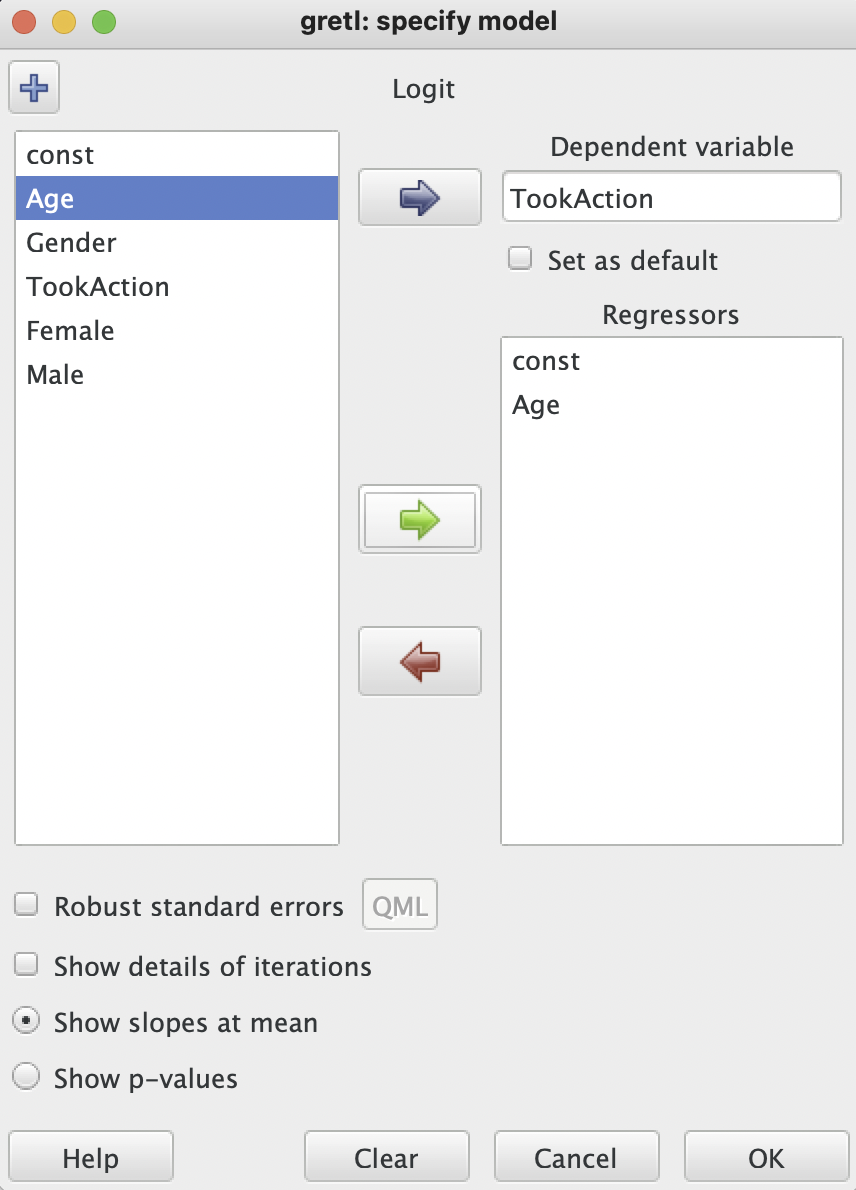 gretl: specify model
Logit
const
Age
Gender
TookAction
Female
Male
Dependent variable
TookAction
Set as default
Regressors
const
Age
Robust standard errors
QML
Show details of iterations
Show slopes at mean
Show p-values
Help
Clear
Cancel
OK